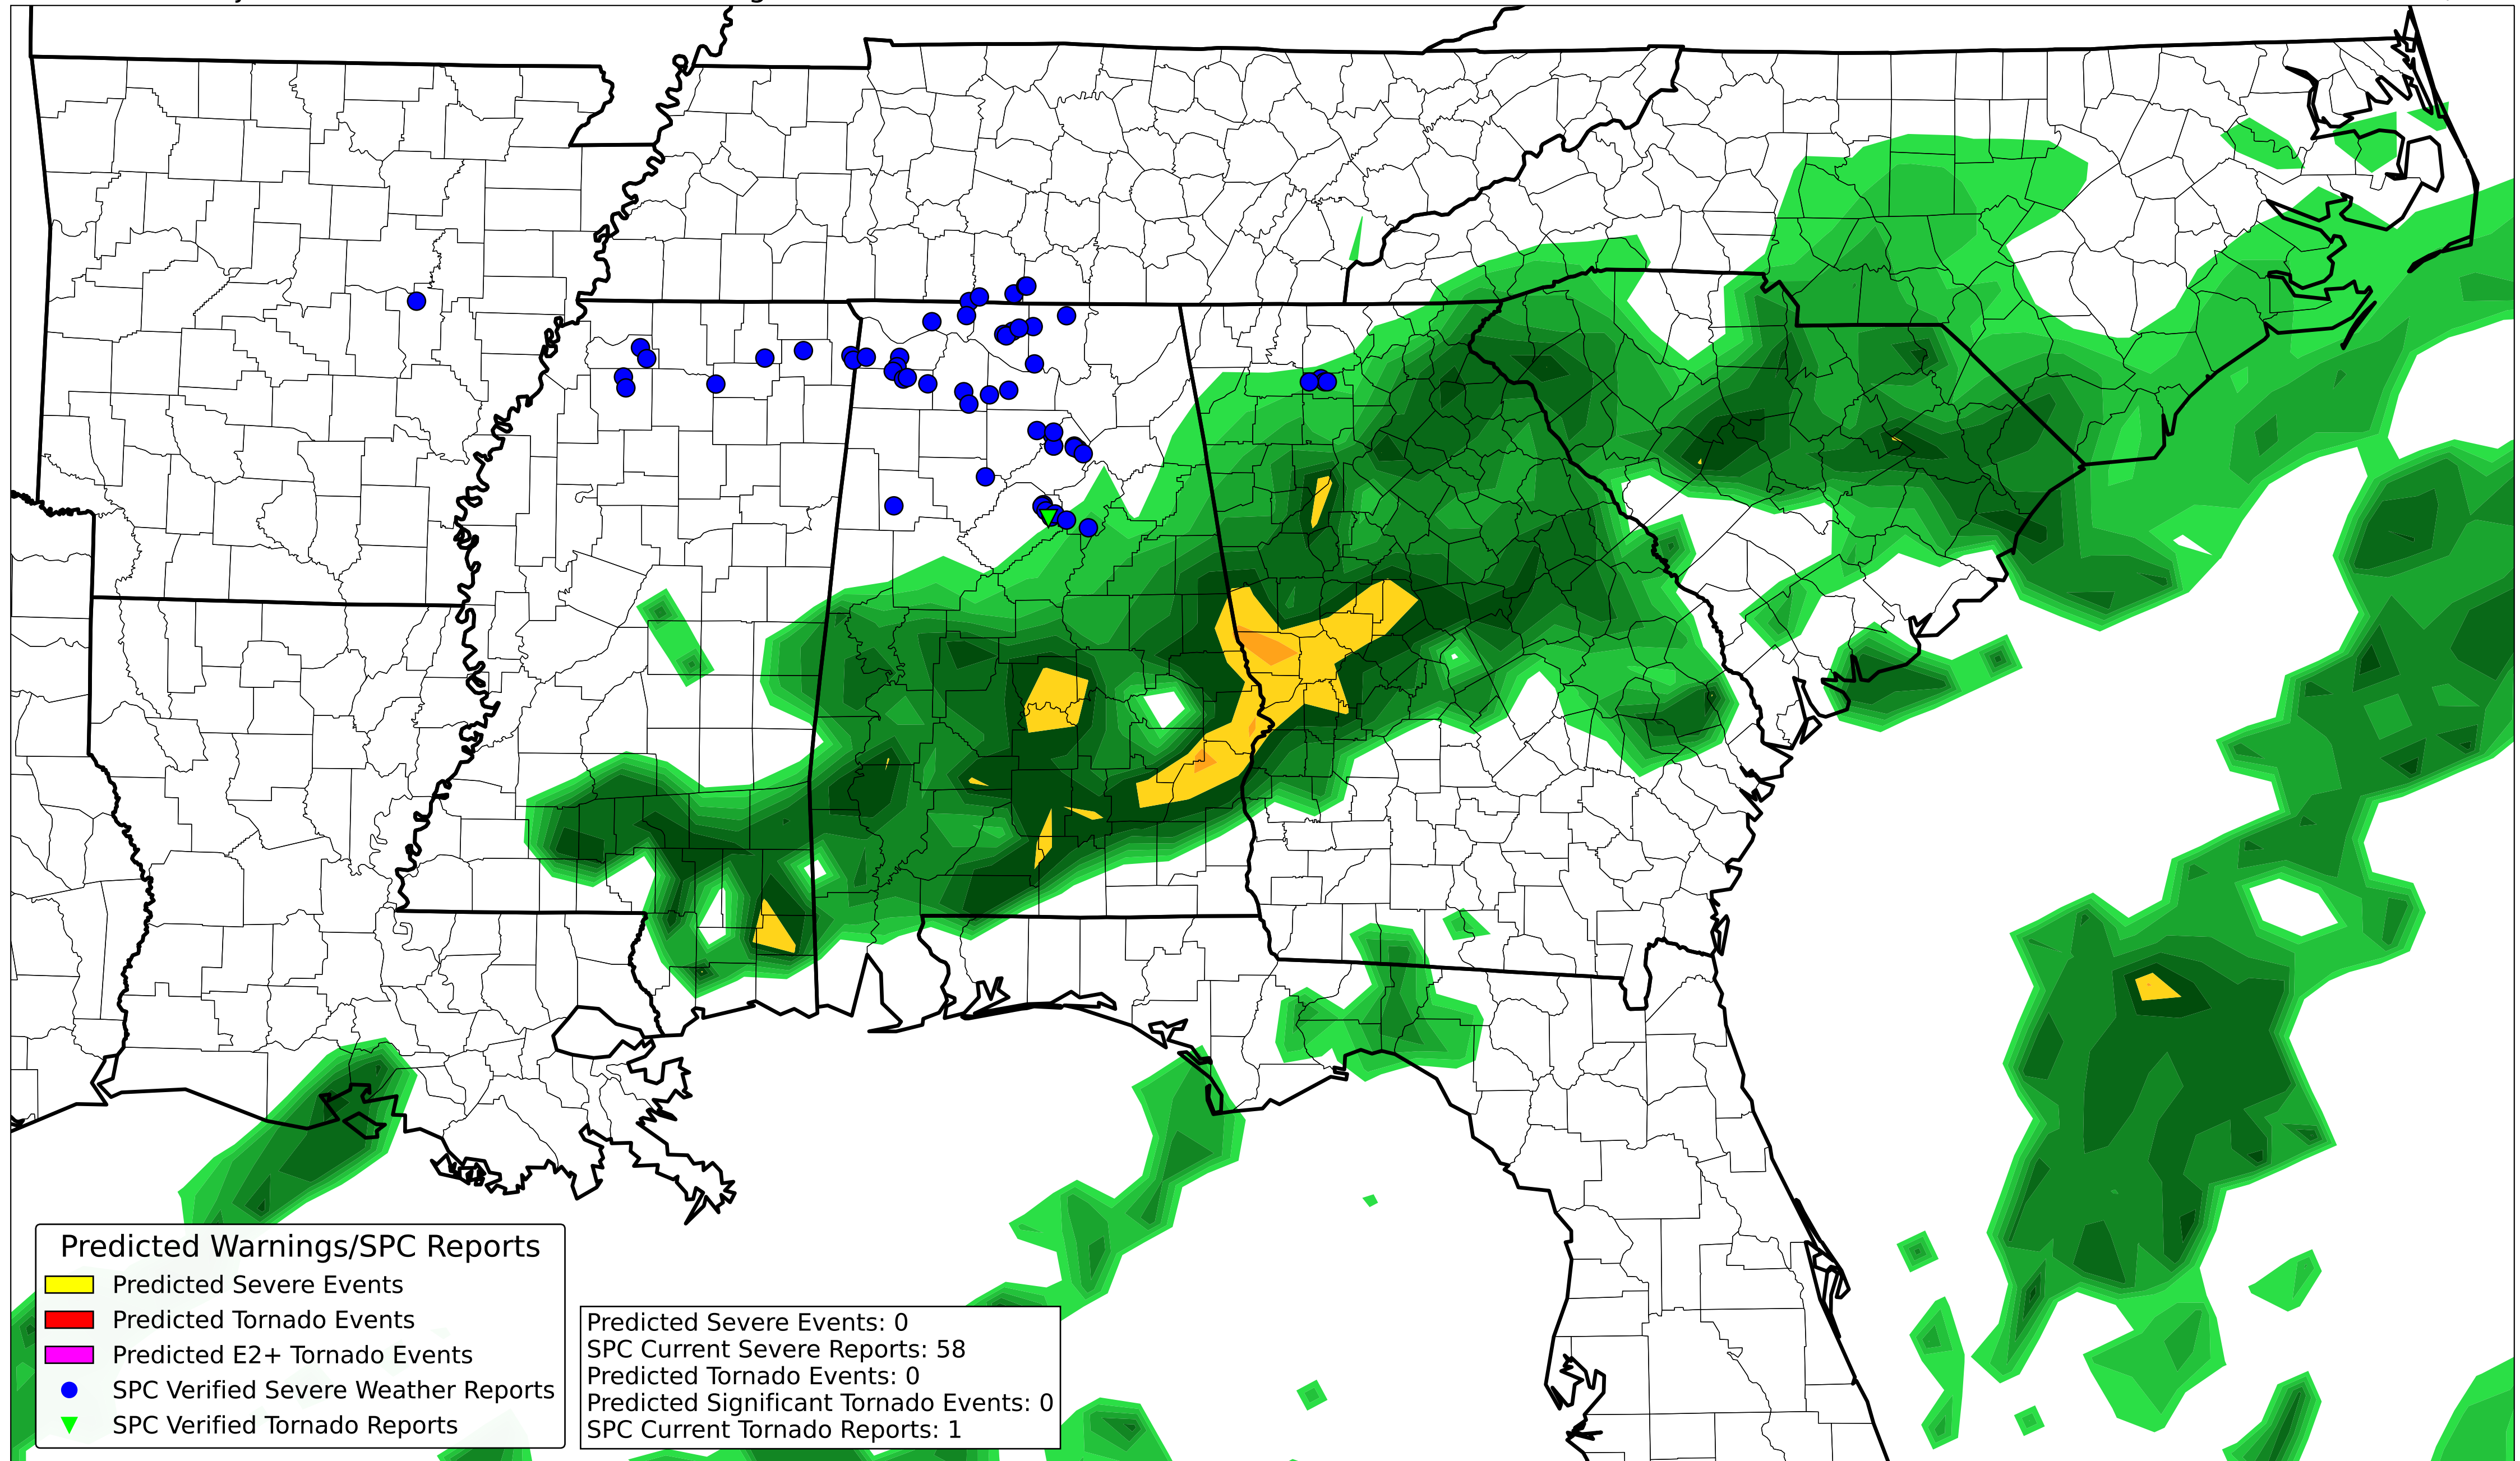 Predicted Warnings/SPC Reports
Predicted Severe Events
Predicted Tornado Events
Predicted E2+ Tornado Events
SPC Verified Severe Weather Reports
SPC Verified Tornado Reports
Predicted Severe Events: 0
SPC Current Severe Reports: 58
Predicted Tornado Events: 0
Predicted Significant Tornado Events: 0
SPC Current Tornado Reports: 1